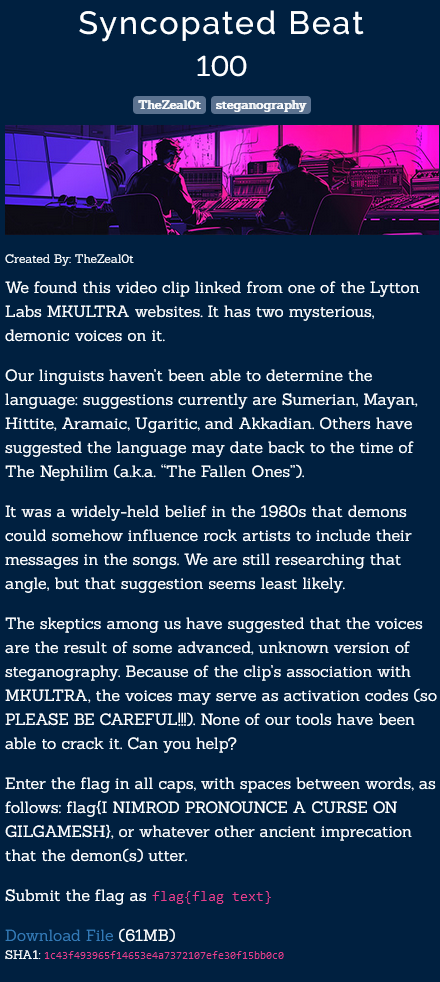 Syncopated Beat
100
TheZeal0t steganography
Created By: TheZeal0t
We found this video clip linked from one of the Lytton
Labs MKULTRA websites. It has two mysterious,
demonic voices on it.
Our linguists haven't been able to determine the
language: suggestions currently are Sumerian, Mayan,
Hittite, Aramaic, Ugaritic, and Akkadian. Others have
suggested the language may date back to the time of
The Nephilim (a.k.a. “The Fallen Ones”).
It was a widely-held belief in the 1980s that demons
could somehow influence rock artists to include their
messages in the songs. We are still researching that
angle, but that suggestion seems least likely.
The skeptics among us have suggested that the voices
are the result of some advanced, unknown version of
steganography. Because of the clip's association with
MKULTRA, the voices may serve as activation codes (so
PLEASE BE CAREFUL!!!). None of our tools have been
able to crack it. Can you help?
Enter the flag in all caps, with spaces between words, as
follows: flag{I NIMROD PRONOUNCE A CURSE ON
GILGAMESH}, or whatever other ancient imprecation
that the demon(s) utter.
Submit the flag as flag{flag text}
Download File (61MB)
SHA1: 1c43f493965f14653e4a7372107efe30f15bb0c0